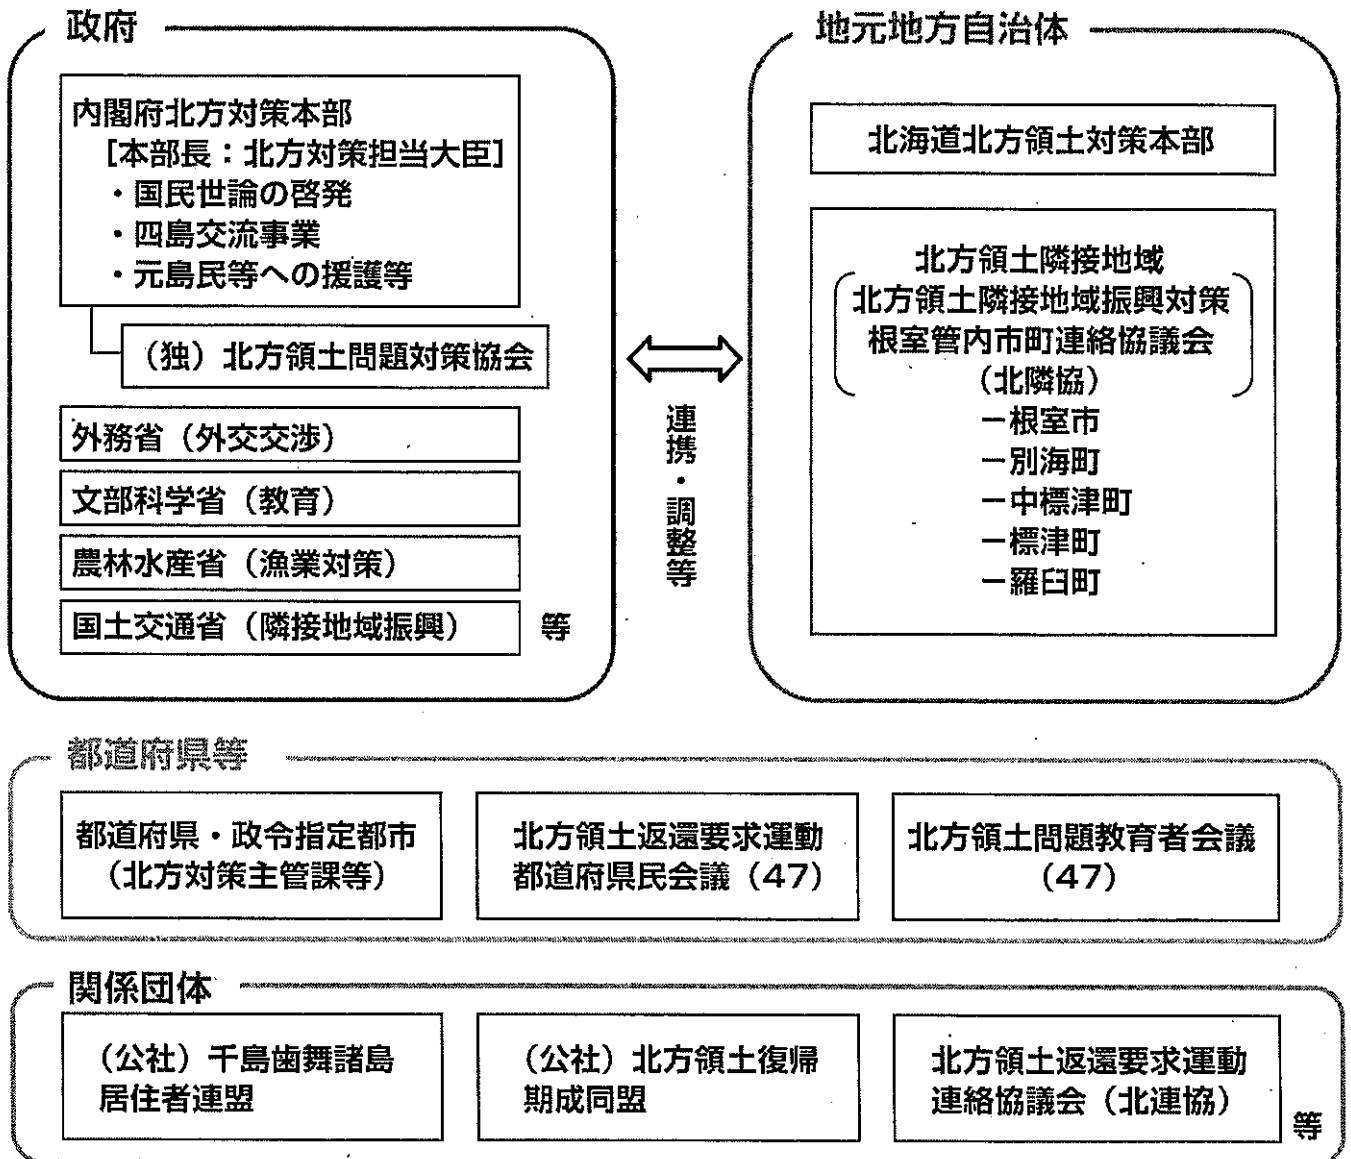 政府
内閣府北方対策本部
[本部長：北方対策担当大臣]
・国民世論の啓発
・四島交流事業
・元島民等への援護等
（独）北方領土問題対策協会
外務省（外交交渉）
文部科学省（教育）
農林水産省（漁業対策）
国土交通省（隣接地域振興）
等
連携・調整等
地元地方自治体
北海道北方領土対策本部
北方領土隣接地域
北方領土隣接地域振興対策
根室管内市町連絡協議会
（北隣協）
－根室市
－別海町
－中標津町
－標津町
－羅臼町
都道府県等
都道府県・政令指定都市
（北方対策主管課等）
北方領土返還要求運動
都道府県民会議（47）
北方領土問題教育者会議
（47）
関係団体
（公社）千島歯舞諸島
居住者連盟
（公社）北方領土復帰
期成同盟
北方領土返還要求運動
連絡協議会（北連協）
等